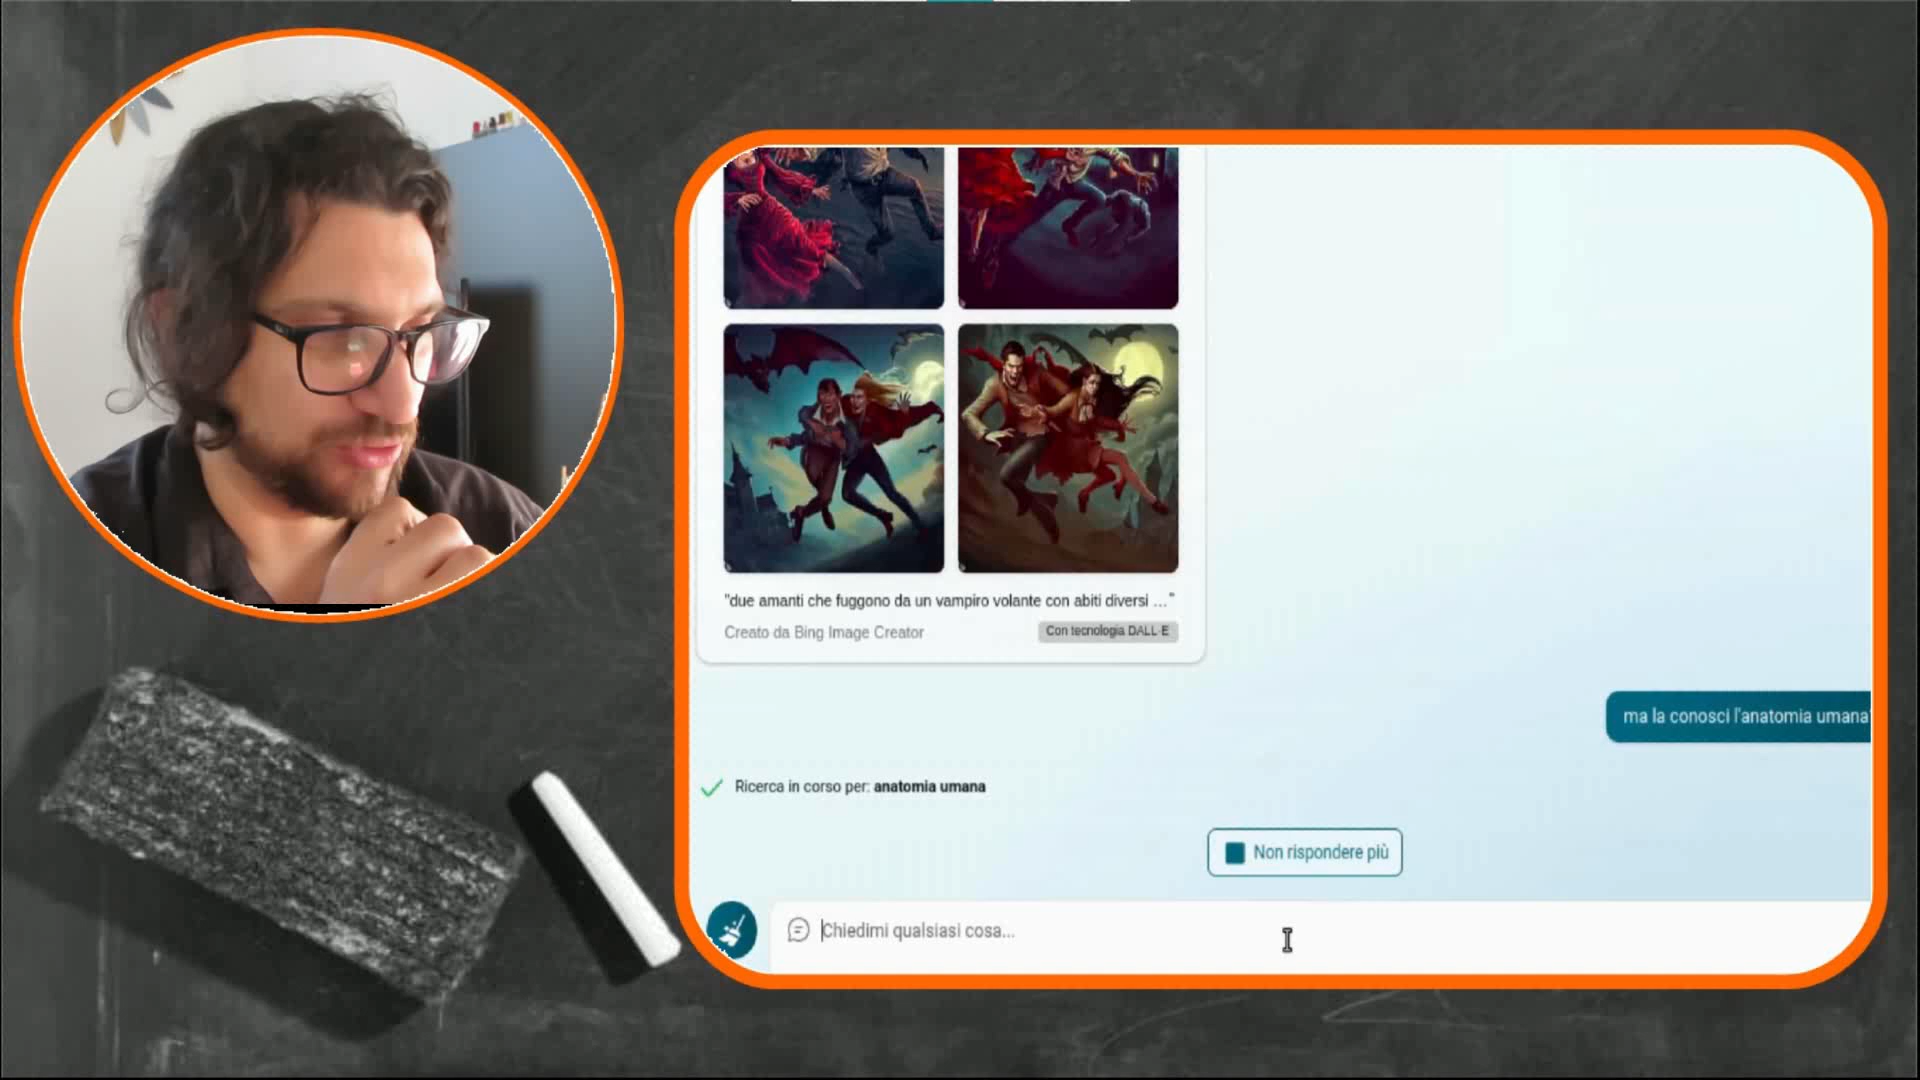 "due amanti che fuggono da un vampiro volante con abiti diversi ..."
Creato da Bing Image Creator
Con tecnologia DALL·E
ma la conosci l'anatomia umana
Ricerca in corso per: anatomia umana
Non rispondere più
Chiedimi qualsiasi cosa...